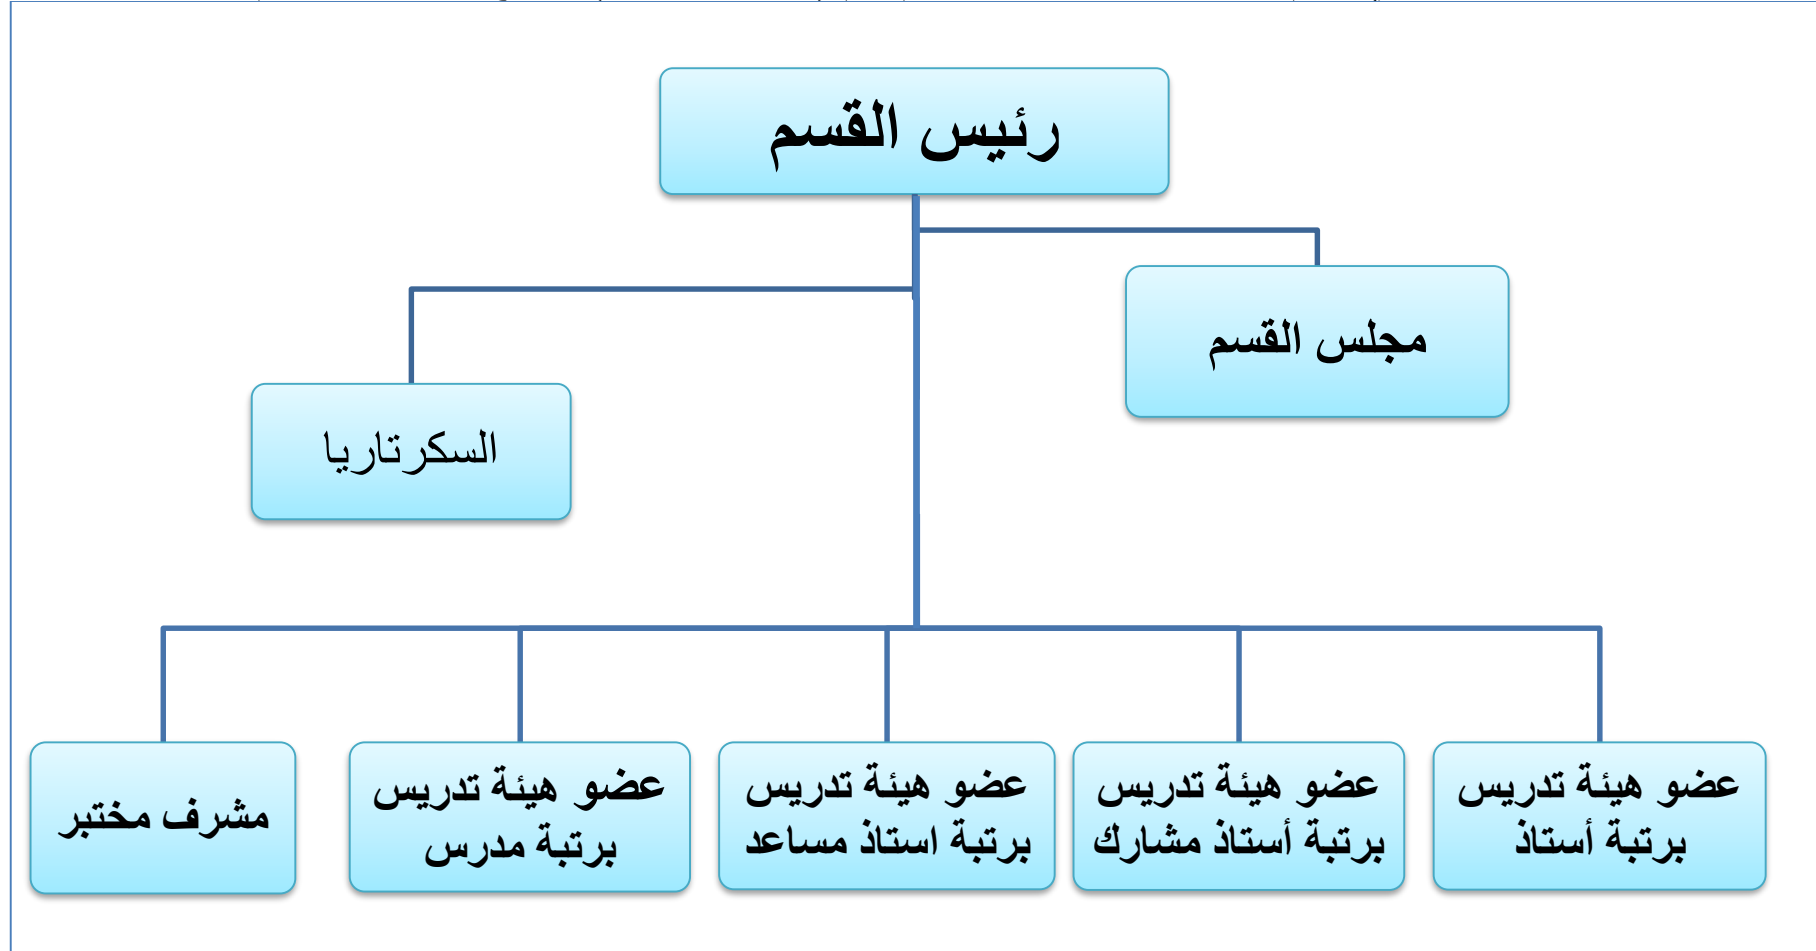 رئيس القسم
مجلس القسم
السكرتاريا
عضو هيئة تدريس
برتبة أستاذ
عضو هيئة تدريس
برتبة أستاذ مشارك
عضو هيئة تدريس
برتبة استاذ مساعد
عضو هيئة تدريس
برتبة مدرس
مشرف مختبر